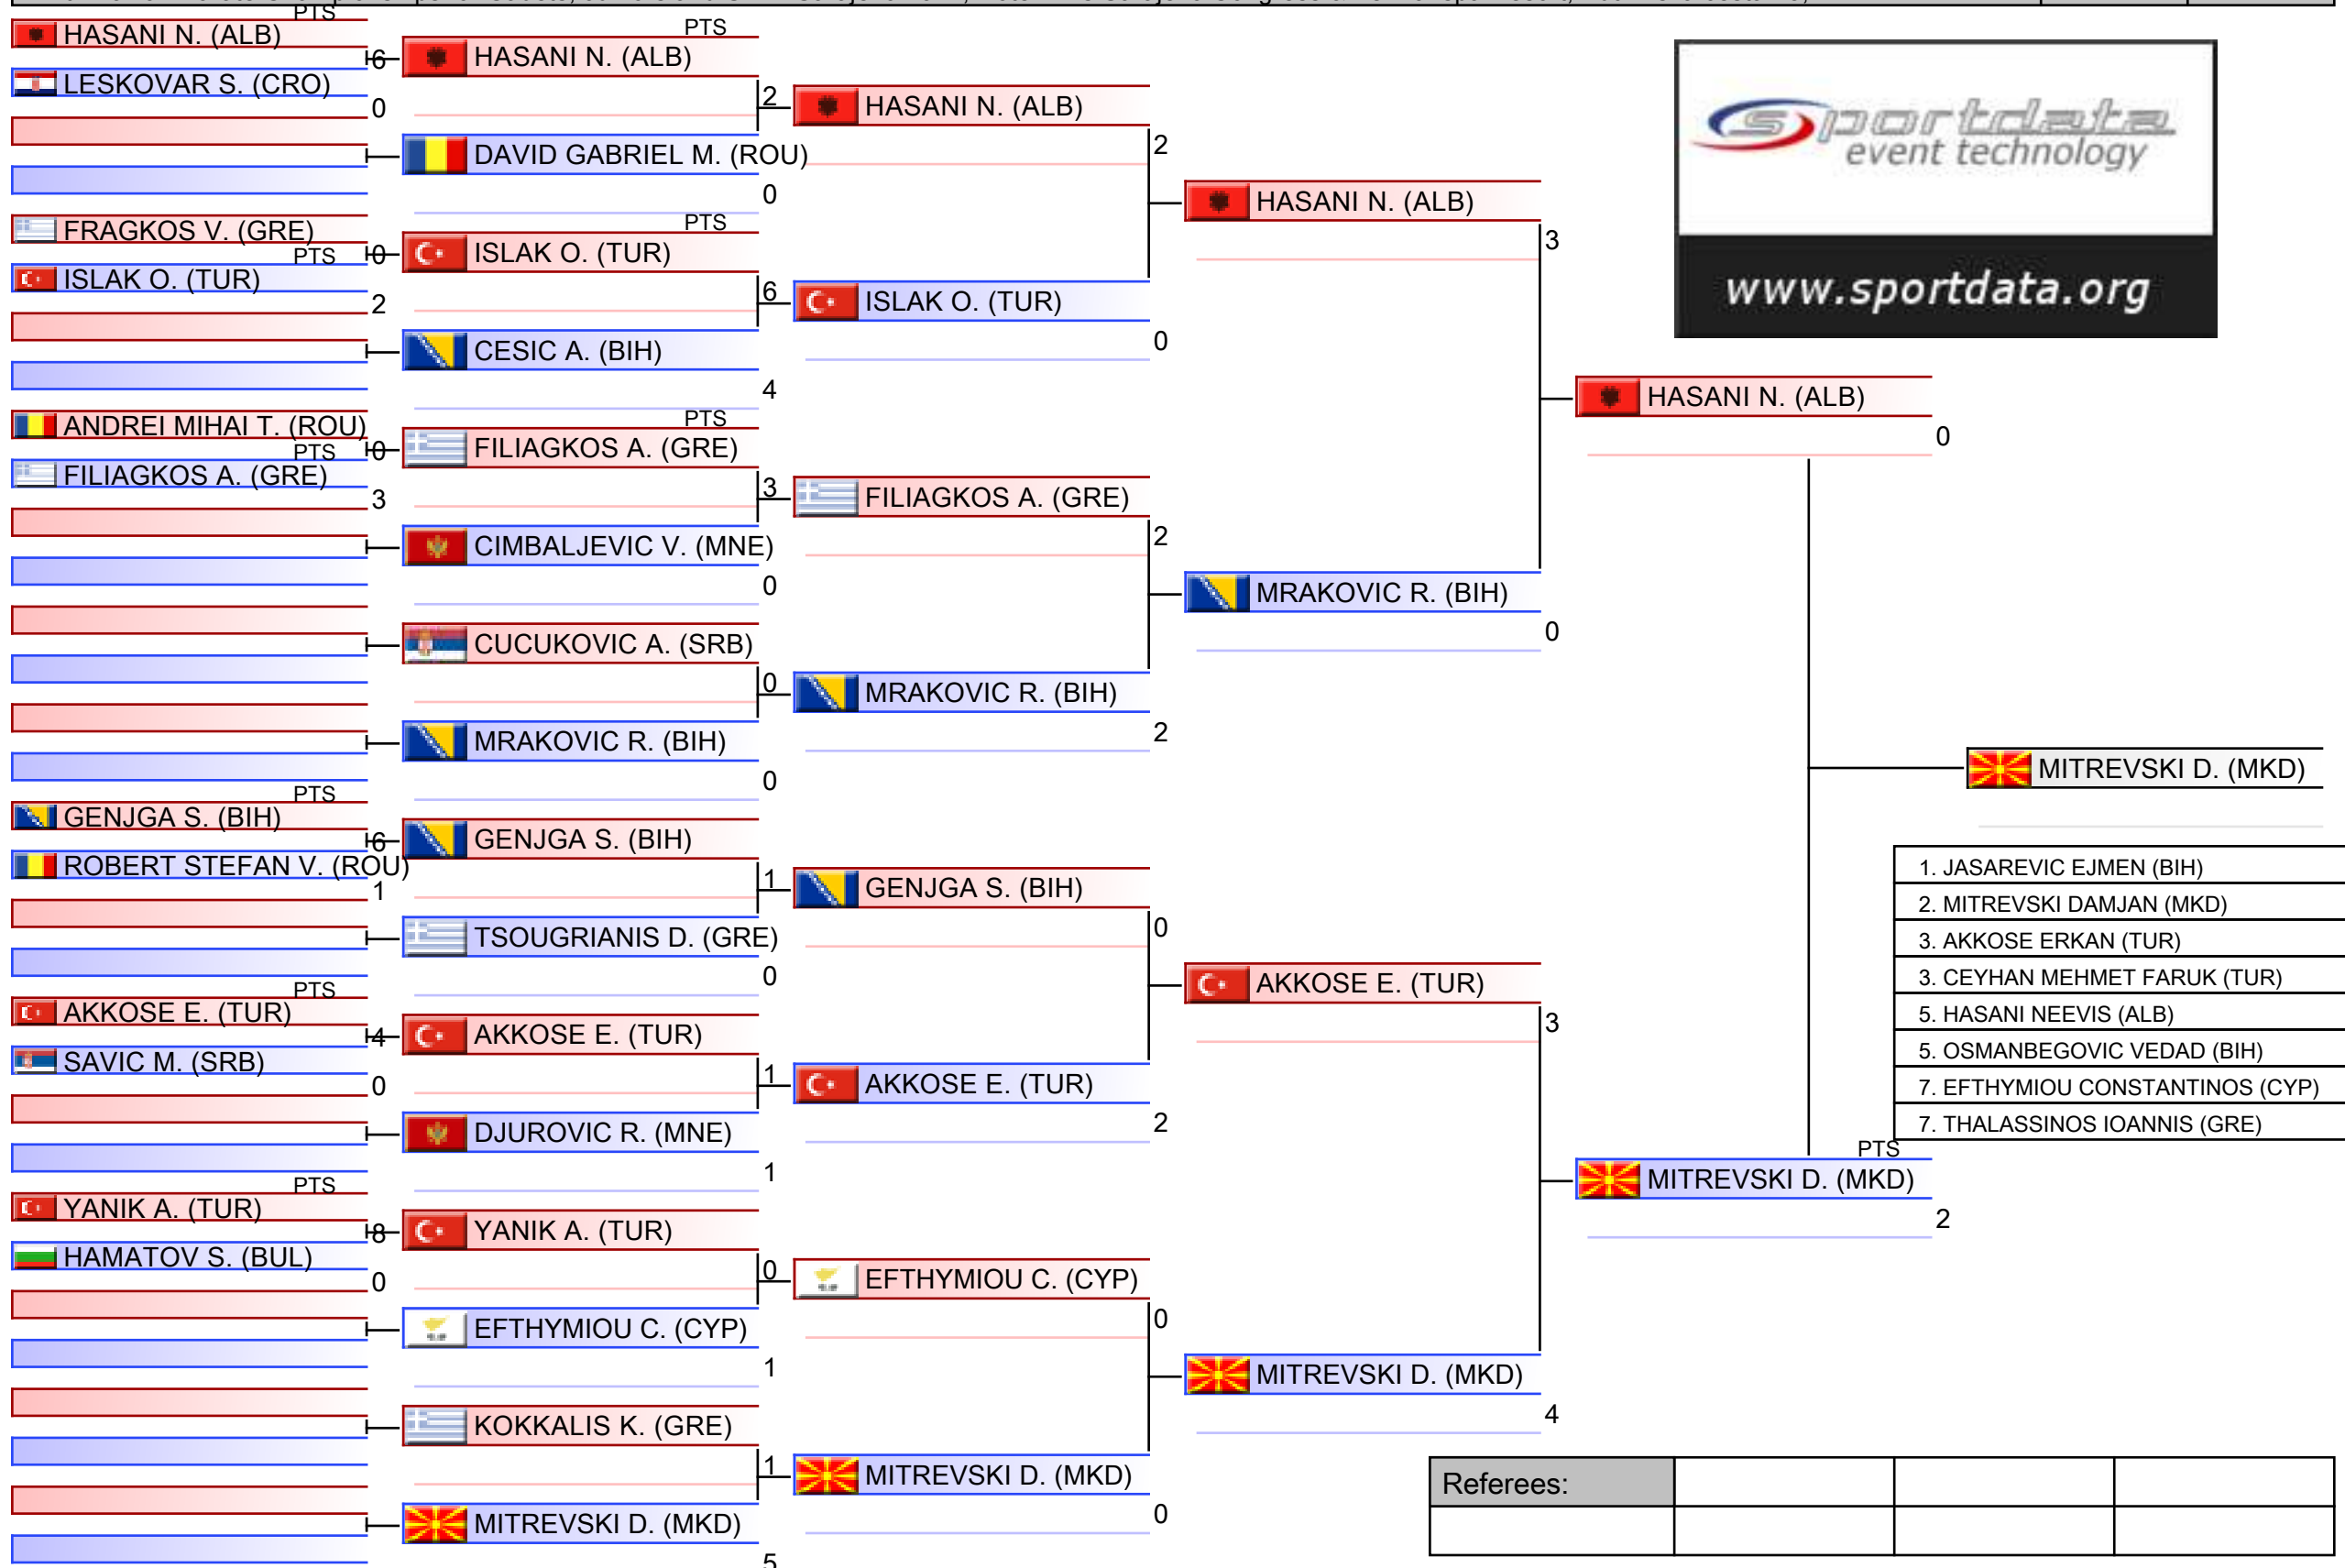 PTS
HASANI N. (ALB)
6
LESKOVAR S. (CRO)
0
FRAGKOS V. (GRE)
PTS
0
ISLAK O. (TUR)
2
ANDREI MIHAI T. (ROU)
PTS
0
FILIAGKOS A. (GRE)
3
PTS
GENJGA S. (BIH)
6
ROBERT STEFAN V. (ROU)
1
PTS
AKKOSE E. (TUR)
4
SAVIC M. (SRB)
0
PTS
YANIK A. (TUR)
8
HAMATOV S. (BUL)
0
PTS
HASANI N. (ALB)
2
DAVID GABRIEL M. (ROU)
0
PTS
ISLAK O. (TUR)
6
CESIC A. (BIH)
4
PTS
FILIAGKOS A. (GRE)
3
CIMBALJEVIC V. (MNE)
0
CUCUKOVIC A. (SRB)
0
MRAKOVIC R. (BIH)
0
GENJGA S. (BIH)
1
TSOUGRIANIS D. (GRE)
0
AKKOSE E. (TUR)
1
DJUROVIC R. (MNE)
1
YANIK A. (TUR)
0
EFTHYMIOU C. (CYP)
1
KOKKALIS K. (GRE)
1
MITREVSKI D. (MKD)
5
HASANI N. (ALB)
2
ISLAK O. (TUR)
0
FILIAGKOS A. (GRE)
2
MRAKOVIC R. (BIH)
2
GENJGA S. (BIH)
0
AKKOSE E. (TUR)
2
EFTHYMIOU C. (CYP)
0
MITREVSKI D. (MKD)
0
HASANI N. (ALB)
3
MRAKOVIC R. (BIH)
0
AKKOSE E. (TUR)
3
MITREVSKI D. (MKD)
4
sportdata
event technology
www.sportdata.org
HASANI N. (ALB)
0
PTS
MITREVSKI D. (MKD)
2
MITREVSKI D. (MKD)
1. JASAREVIC EJMEN (BIH)
2. MITREVSKI DAMJAN (MKD)
3. AKKOSE ERKAN (TUR)
3. CEYHAN MEHMET FARUK (TUR)
5. HASANI NEEVIS (ALB)
5. OSMANBEGOVIC VEDAD (BIH)
7. EFTHYMIOU CONSTANTINOS (CYP)
7. THALASSINOS IOANNIS (GRE)
Referees: